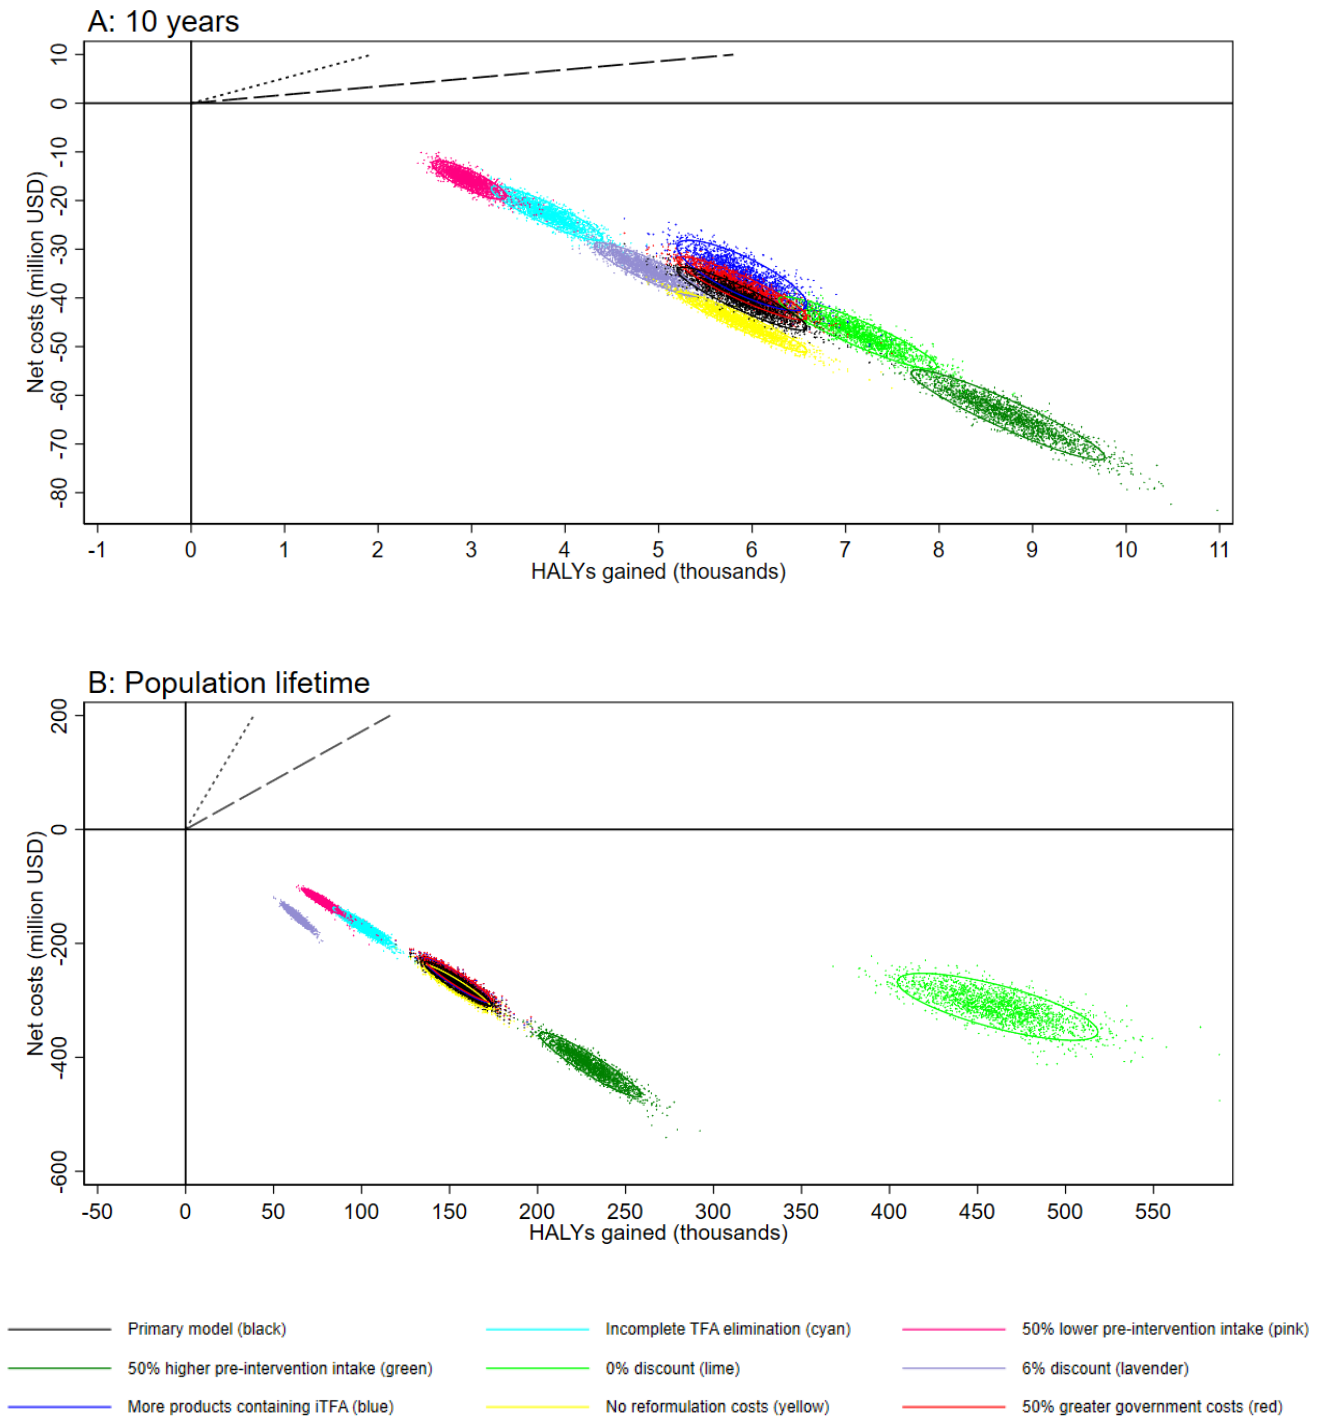 A: 10 years
10
0
-10
-20
-30
-40
-50
-60
-70
-80
Net costs (million USD)
-1 0 1 2 3 4 5 6 7 8 9 10 11
HALYs gained (thousands)
B: Population lifetime
200
0
-200
-400
-600
Net costs (million USD)
-50 0 50 100 150 200 250 300 350 400 450 500 550
HALYs gained (thousands)
Primary model (black) Incomplete TFA elimination (cyan) 50% lower pre-intervention intake (pink)
50% higher pre-intervention intake (green) 0% discount (lime) 6% discount (lavender)
More products containing iTFA (blue) No reformulation costs (yellow) 50% greater government costs (red)